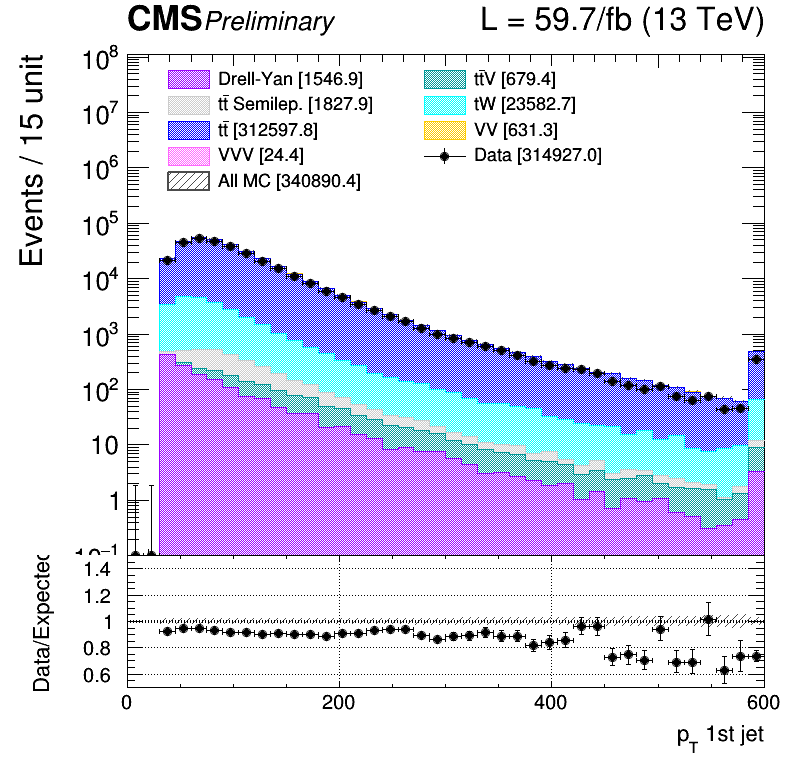 CMS Preliminary L = 59.7/fb (13 TeV)
Events / 15 unit
10⁸
10⁷
10⁶
10⁵
10⁴
10³
10²
10
1
10⁻¹
Drell-Yan [1546.9]
tt̄ Semilep. [1827.9]
tt̄ [312597.8]
VVV [24.4]
All MC [340890.4]
tt̄V [679.4]
tW [23582.7]
VV [631.3]
Data [314927.0]
Data/Expected
1.4
1.2
1
0.8
0.6
0 200 400 600
p_T 1st jet